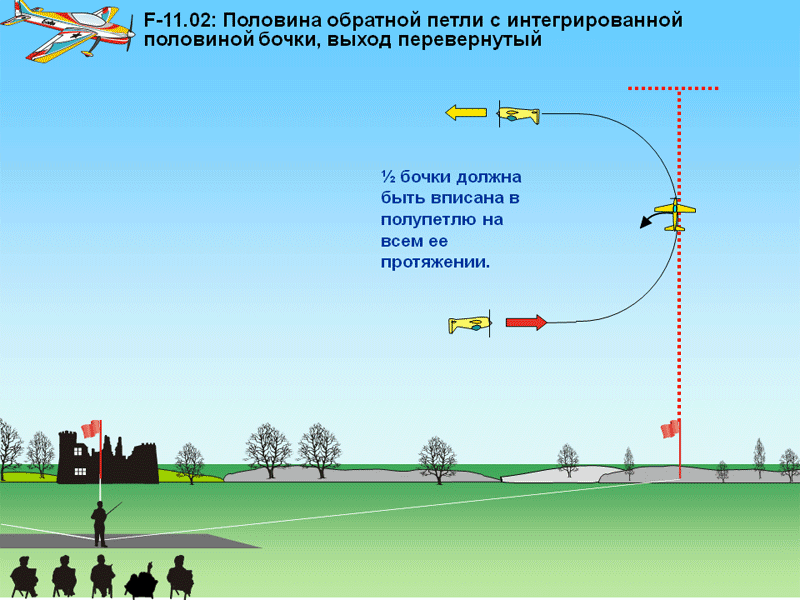 F-11.02: Половина обратной петли с интегрированной
половиной бочки, выход перевернутый
½ бочки должна
быть вписана в
полупетлю на
всем ее
протяжении.